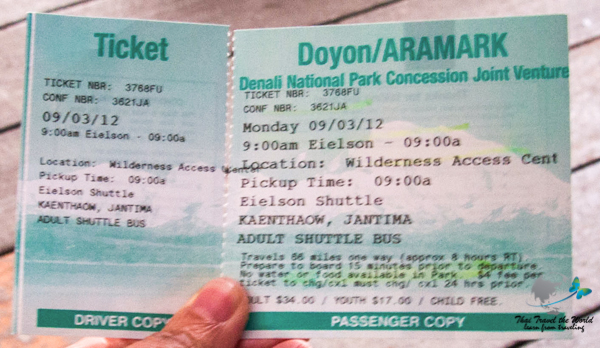 Ticket
TICKET NBR: 3768FU
CONF NBR: 3621JA
09/03/12
9:00am Eielson - 09:00a
Location: Wilderness Access Center
Pickup Time: 09:00a
Eielson Shuttle
KAENTHAOW, JANTIMA
ADULT SHUTTLE BUS
DRIVER COPY
Doyon/ARAMARK
Denali National Park Concession Joint Venture
TICKET NBR: 3768FU
CONF NBR: 3621JA
Monday 09/03/12
9:00am Eielson - 09:00a
Location: Wilderness Access Cent
Pickup Time: 09:00a
Eielson Shuttle
KAENTHAOW, JANTIMA
ADULT SHUTTLE BUS
Travels 66 miles one way (approx 8 hours RT)
Prepare to board 15 minutes prior to departure
No water or food available in Park. $4 fee per
ticket to chg/cxl must chg/ cxl 24 hrs prior.
ULT $34.00 / YOUTH $17.00 / CHILD FREE.
PASSENGER COPY
Thai Travel the World
learn from traveling